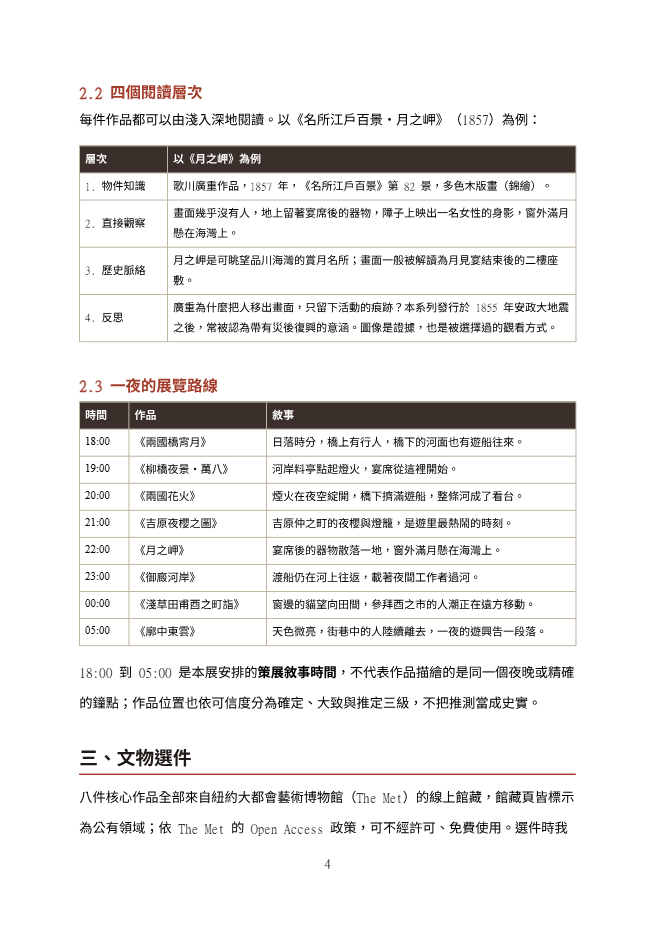 2.2 四個閱讀層次
每件作品都可以由淺入深地閱讀。以《名所江戶百景・月之岬》（1857）為例：
層次 以《月之岬》為例
1. 物件知識 歌川廣重作品，1857 年，《名所江戶百景》第 82 景，多色木版畫（錦繪）。
2. 直接觀察 畫面幾乎沒有人，地上留著宴席後的器物，障子上映出一名女性的身影，窗外滿月
懸在海灣上。
3. 歷史脈絡 月之岬是可眺望品川海灣的賞月名所；畫面一般被解讀為月見宴結束後的二樓座
敷。
4. 反思 廣重為什麼把人移出畫面，只留下活動的痕跡？本系列發行於 1855 年安政大地震
之後，常被認為帶有災後復興的意涵。圖像是證據，也是被選擇過的觀看方式。
2.3 一夜的展覽路線
時間 作品 敘事
18:00 《兩國橋宵月》 日落時分，橋上有行人，橋下的河面也有遊船往來。
19:00 《柳橋夜景・萬八》 河岸料亭點起燈火，宴席從這裡開始。
20:00 《兩國花火》 煙火在夜空綻開，橋下擠滿遊船，整條河成了看台。
21:00 《吉原夜櫻之圖》 吉原仲之町的夜櫻與燈籠，是遊里最熱鬧的時刻。
22:00 《月之岬》 宴席後的器物散落一地，窗外滿月懸在海灣上。
23:00 《御廄河岸》 渡船仍在河上往返，載著夜間工作者過河。
00:00 《淺草田甫酉之町詣》 窗邊的貓望向田間，參拜酉之市的人潮正在遠方移動。
05:00 《廓中東雲》 天色微亮，街巷中的人陸續離去，一夜的遊興告一段落。
18:00 到 05:00 是本展安排的策展敘事時間，不代表作品描繪的是同一個夜晚或精確
的鐘點；作品位置也依可信度分為確定、大致與推定三級，不把推測當成史實。
三、文物選件
八件核心作品全部來自紐約大都會藝術博物館（The Met）的線上館藏，館藏頁皆標示
為公有領域；依 The Met 的 Open Access 政策，可不經許可、免費使用。選件時我
4